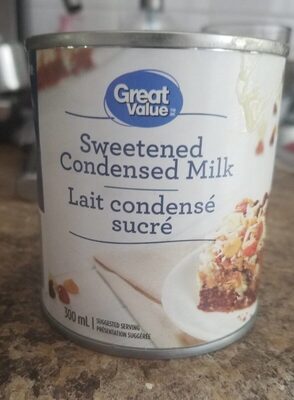 Great
Value
Sweetened
Condensed Milk
Lait condensé
sucré
300 mL
SUGGESTED SERVING
PRÉSENTATION SUGGÉRÉE